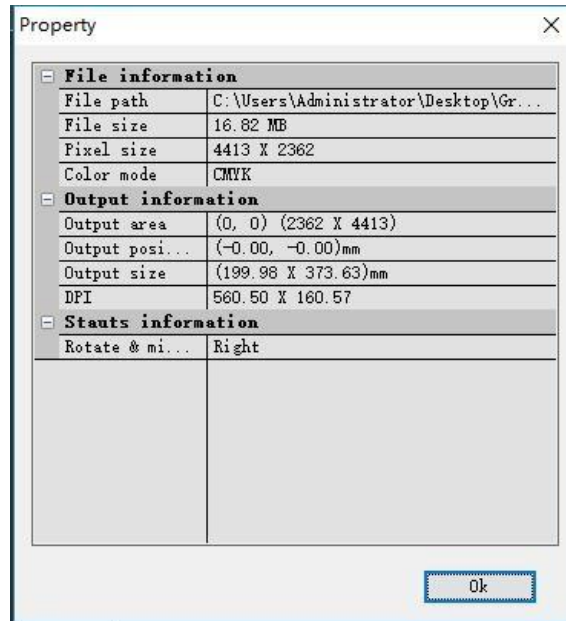 Property
File information
File path C:\Users\Administrator\Desktop\Gr...
File size 16.82 MB
Pixel size 4413 X 2362
Color mode CMYK
Output information
Output area (0, 0) (2362 X 4413)
Output posi... (-0.00, -0.00)mm
Output size (199.98 X 373.63)mm
DPI 560.50 X 160.57
Stauts information
Rotate & mi... Right
Ok